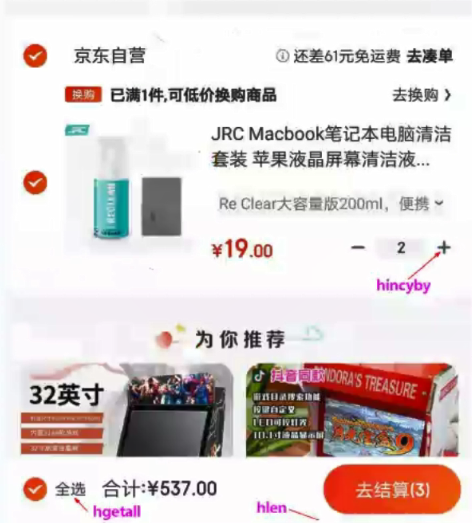 京东自营
还差61元免运费 去凑单
换购 已满1件,可低价换购商品 去换购
JRC
JRC Macbook笔记本电脑清洁
套装 苹果液晶屏幕清洁液...
Re Clear大容量版200ml，便携
¥19.00
2
hincyby
为你推荐
32英寸
抖音同款
NDORA'S TREASURE
全选 合计:¥537.00
去结算(3)
hgetall
hlen